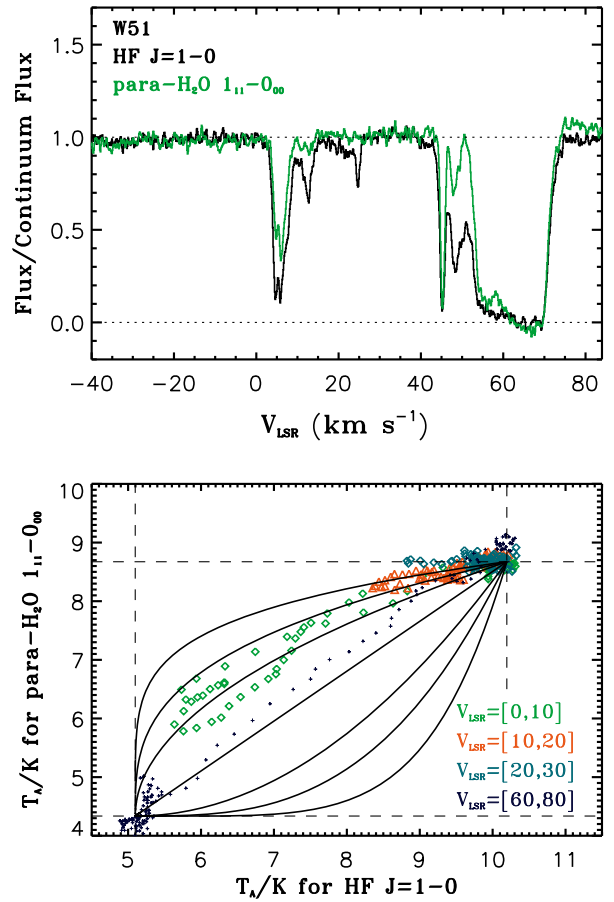 W51
HF J=1-0
para-H₂O 1₁₁-0₀₀
Flux/Continuum Flux
1.5
1.0
0.5
0.0
-40 -20 0 20 40 60 80
V_LSR (km s⁻¹)
T_A/K for para-H₂O 1₁₁-0₀₀
10
9
8
7
6
5
4
V_LSR=[0,10]
V_LSR=[10,20]
V_LSR=[20,30]
V_LSR=[60,80]
5 6 7 8 9 10 11
T_A/K for HF J=1-0